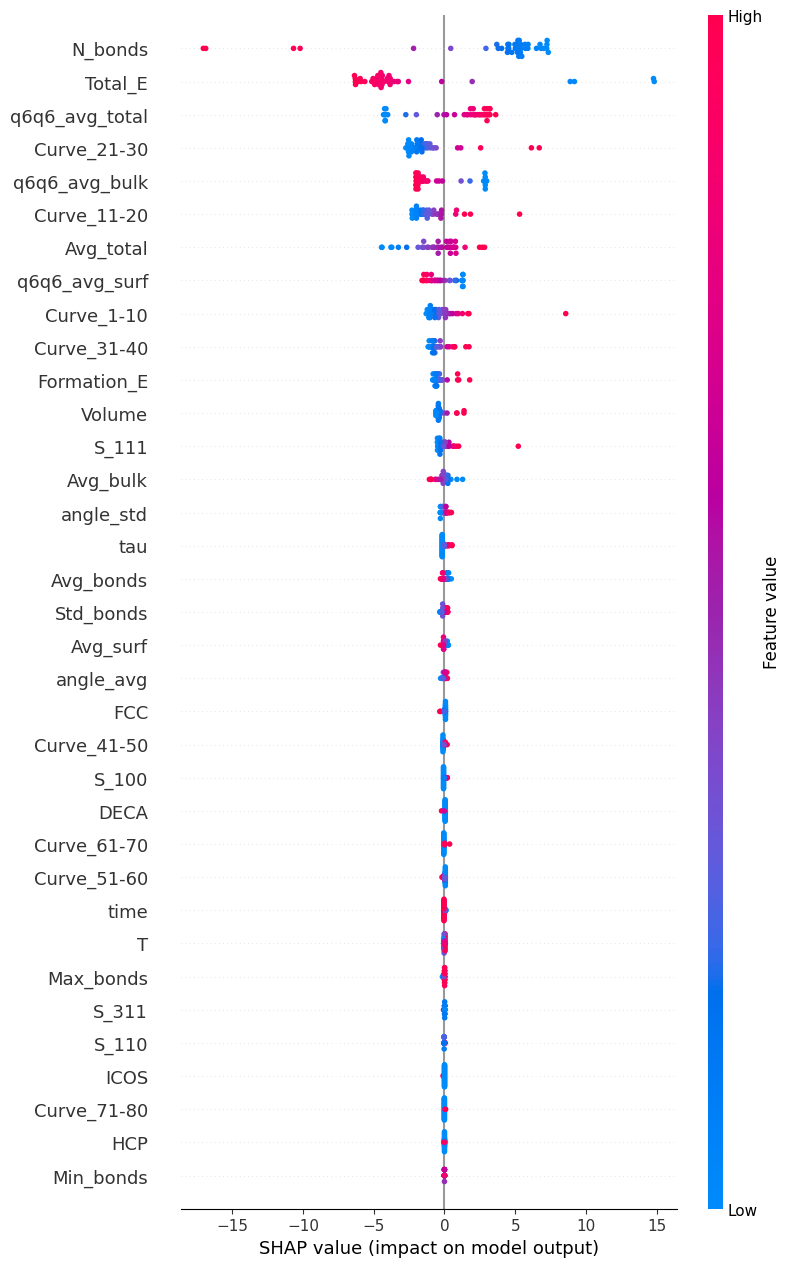 High
N_bonds
Total_E
q6q6_avg_total
Curve_21-30
q6q6_avg_bulk
Curve_11-20
Avg_total
q6q6_avg_surf
Curve_1-10
Curve_31-40
Formation_E
Volume
S_111
Avg_bulk
angle_std
tau
Avg_bonds
Std_bonds
Avg_surf
angle_avg
FCC
Curve_41-50
S_100
DECA
Curve_61-70
Curve_51-60
time
T
Max_bonds
S_311
S_110
ICOS
Curve_71-80
HCP
Min_bonds
Feature value
Low
−15 −10 −5 0 5 10 15
SHAP value (impact on model output)